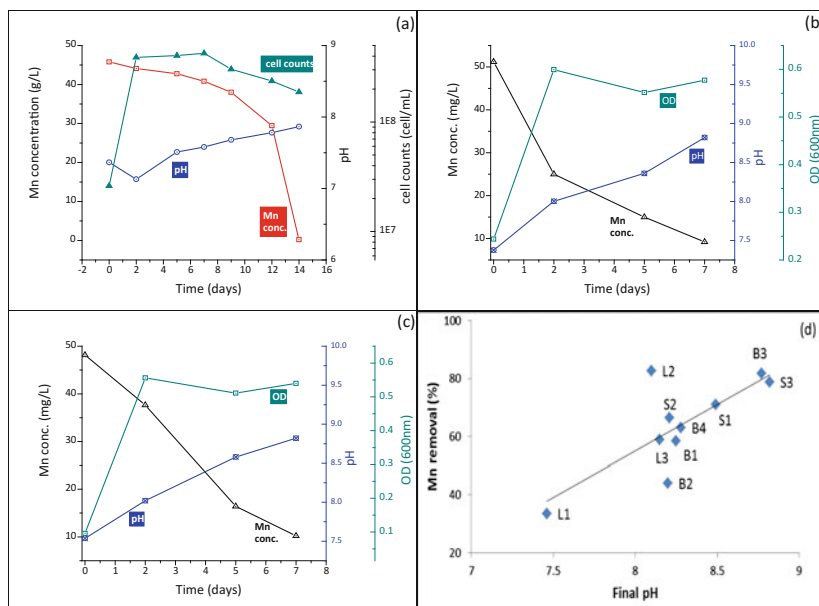 (a)
50
45
40
35
30
25
20
15
10
5
0
Mn concentration (g/L)
-2 0 2 4 6 8 10 12 14 16
Time (days)
9
8
7
6
pH
1E8
1E7
cell counts (cell/mL)
cell counts
pH
Mn
conc.
(b)
50
40
30
20
10
Mn conc. (mg/L)
0 1 2 3 4 5 6 7 8
Time (days)
10.0
9.5
9.0
8.5
8.0
7.5
pH
0.6
0.5
0.4
0.3
0.2
OD (600nm)
OD
pH
Mn
conc.
(c)
50
40
30
20
10
Mn conc. (mg/L)
0 1 2 3 4 5 6 7 8
Time (days)
10.0
9.5
9.0
8.5
8.0
7.5
pH
0.6
0.5
0.4
0.3
0.2
0.1
OD (600nm)
OD
pH
Mn
conc.
(d)
100
80
60
40
20
Mn removal (%)
7 7.5 8 8.5 9
Final pH
B3
L2
S3
S2
S1
B4
L3
B1
B2
L1